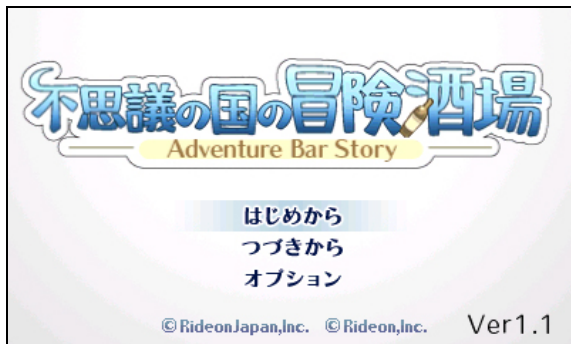 不思議の国の冒険酒場
Adventure Bar Story
はじめから
つづきから
オプション
©RideonJapan,Inc. ©Rideon,Inc. Ver1.1